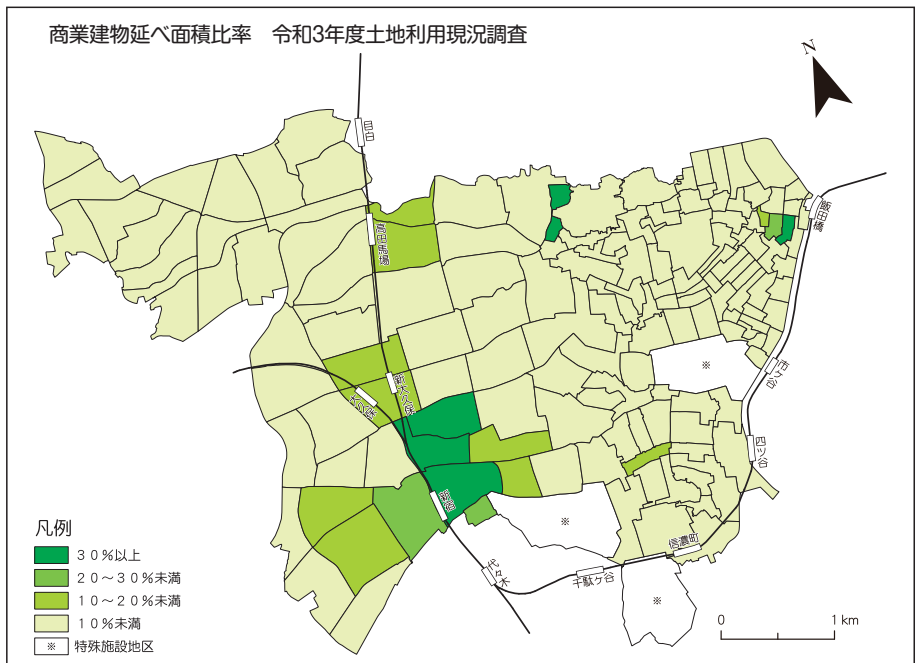 商業建物延べ面積比率　令和3年度土地利用現況調査
N
目白
高田馬場
飯田橋
新大久保
大久保
市ケ谷
四ツ谷
新宿
信濃町
代々木
千駄ケ谷
※
※
※
凡例
３０％以上
２０～３０％未満
１０～２０％未満
１０％未満
※ 特殊施設地区
0 1 km